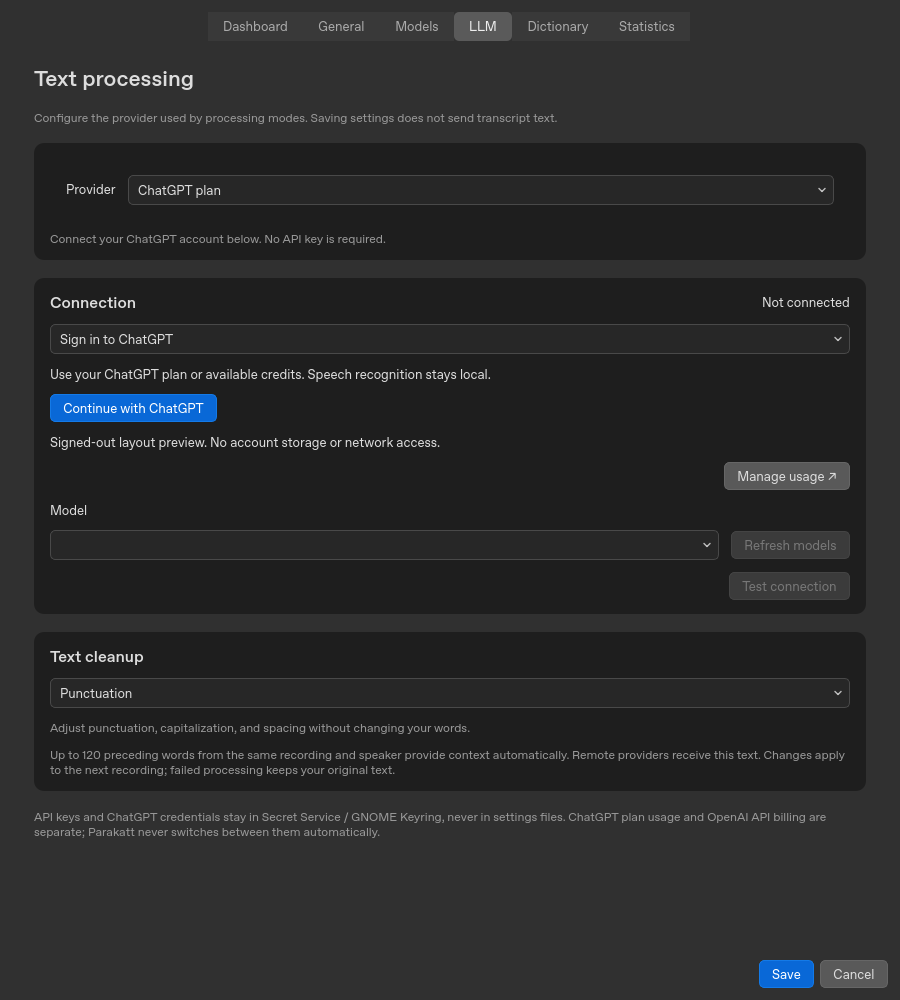 Dashboard General Models LLM Dictionary Statistics
Text processing
Configure the provider used by processing modes. Saving settings does not send transcript text.
Provider ChatGPT plan
Connect your ChatGPT account below. No API key is required.
Connection Not connected
Sign in to ChatGPT
Use your ChatGPT plan or available credits. Speech recognition stays local.
Continue with ChatGPT
Signed-out layout preview. No account storage or network access.
Manage usage ↗
Model
Refresh models
Test connection
Text cleanup
Punctuation
Adjust punctuation, capitalization, and spacing without changing your words.
Up to 120 preceding words from the same recording and speaker provide context automatically. Remote providers receive this text. Changes apply
to the next recording; failed processing keeps your original text.
API keys and ChatGPT credentials stay in Secret Service / GNOME Keyring, never in settings files. ChatGPT plan usage and OpenAI API billing are
separate; Parakatt never switches between them automatically.
Save Cancel